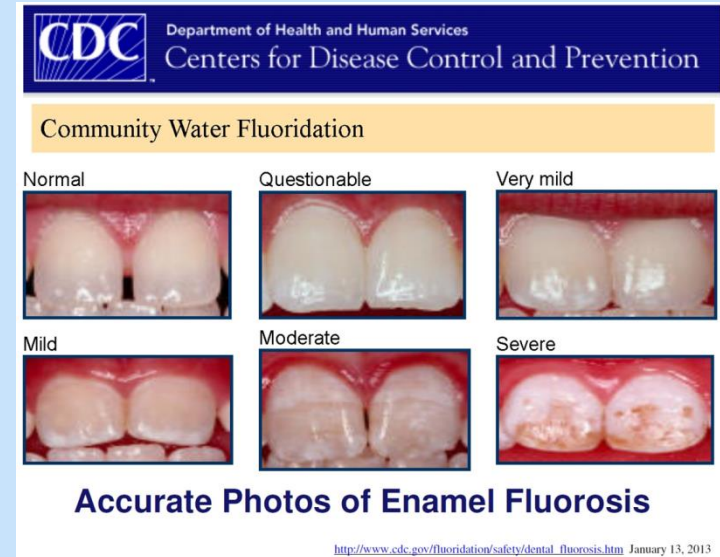 CDC
TM
Department of Health and Human Services
Centers for Disease Control and Prevention
Community Water Fluoridation
Normal
Questionable
Very mild
Mild
Moderate
Severe
Accurate Photos of Enamel Fluorosis
http://www.cdc.gov/fluoridation/safety/dental_fluorosis.htm January 13, 2013